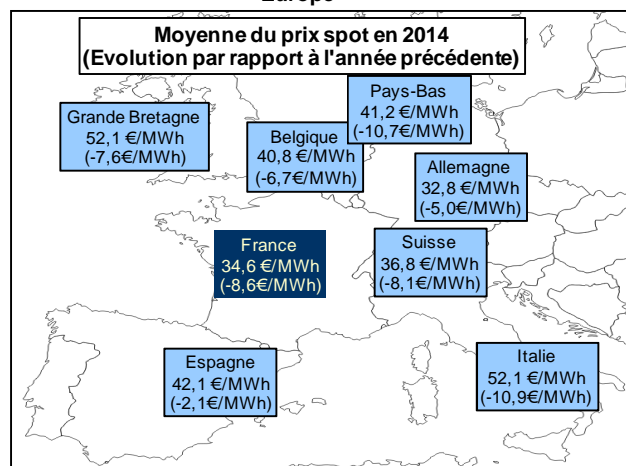 Europe
Moyenne du prix spot en 2014
(Evolution par rapport à l'année précédente)
Pays-Bas
41,2 €/MWh
(-10,7€/MWh)
Grande Bretagne
52,1 €/MWh
(-7,6€/MWh)
Belgique
40,8 €/MWh
(-6,7€/MWh)
Allemagne
32,8 €/MWh
(-5,0€/MWh)
France
34,6 €/MWh
(-8,6€/MWh)
Suisse
36,8 €/MWh
(-8,1€/MWh)
Espagne
42,1 €/MWh
(-2,1€/MWh)
Italie
52,1 €/MWh
(-10,9€/MWh)